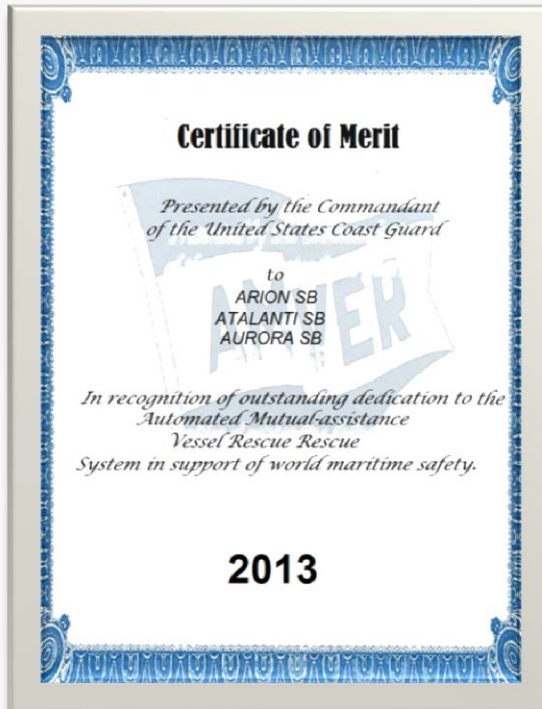 Certificate of Merit
Presented by the Commandant
of the United States Coast Guard
to
ARION SB
ATALANTI SB
AURORA SB
AMVER
In recognition of outstanding dedication to the
Automated Mutual-assistance
Vessel Rescue Rescue
System in support of world maritime safety.
2013